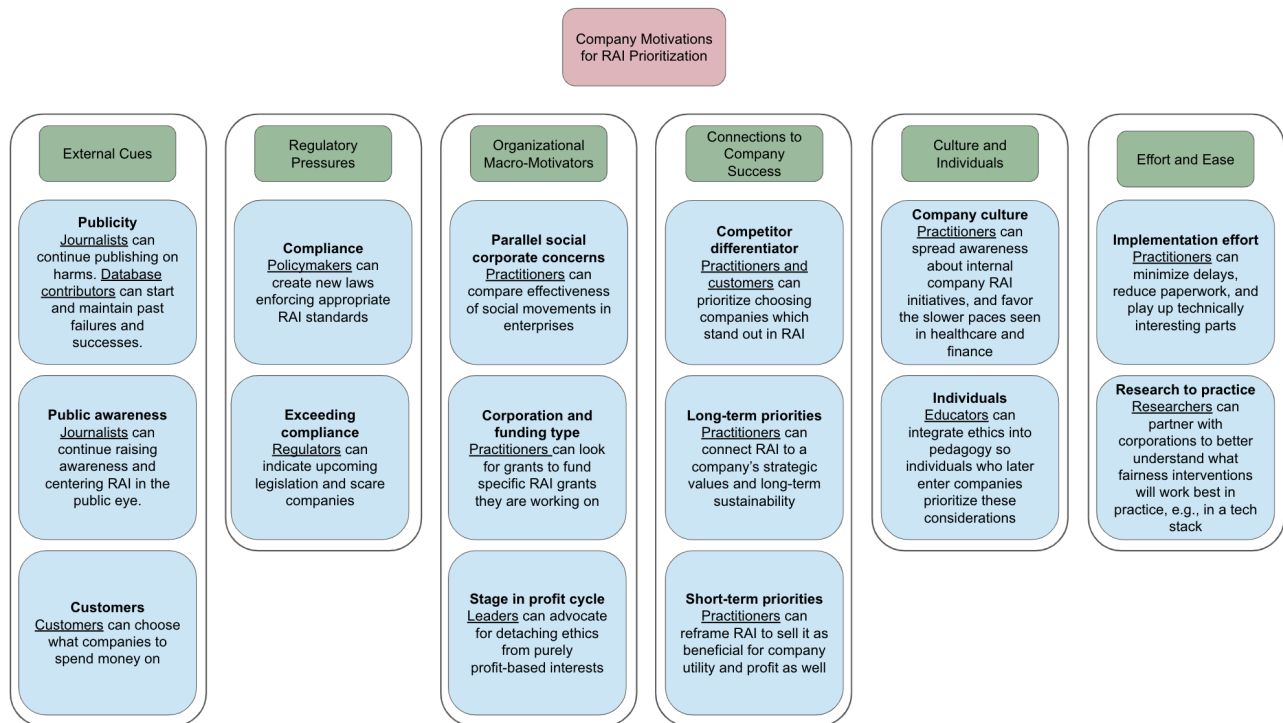 Company Motivations
for RAI Prioritization
External Cues
Publicity
Journalists can
continue publishing on
harms. Database
contributors can start
and maintain past
failures and
successes.
Public awareness
Journalists can
continue raising
awareness and
centering RAI in the
public eye.
Customers
Customers can choose
what companies to
spend money on
Regulatory
Pressures
Compliance
Policymakers can
create new laws
enforcing appropriate
RAI standards
Exceeding
compliance
Regulators can
indicate upcoming
legislation and scare
companies
Organizational
Macro-Motivators
Parallel social
corporate concerns
Practitioners can
compare effectiveness
of social movements in
enterprises
Corporation and
funding type
Practitioners can look
for grants to fund
specific RAI grants
they are working on
Stage in profit cycle
Leaders can advocate
for detaching ethics
from purely
profit-based interests
Connections to
Company
Success
Competitor
differentiator
Practitioners and
customers can
prioritize choosing
companies which
stand out in RAI
Long-term priorities
Practitioners can
connect RAI to a
company's strategic
values and long-term
sustainability
Short-term priorities
Practitioners can
reframe RAI to sell it as
beneficial for company
utility and profit as well
Culture and
Individuals
Company culture
Practitioners can
spread awareness
about internal
company RAI
initiatives, and favor
the slower paces seen
in healthcare and
finance
Individuals
Educators can
integrate ethics into
pedagogy so
individuals who later
enter companies
prioritize these
considerations
Effort and Ease
Implementation effort
Practitioners can
minimize delays,
reduce paperwork, and
play up technically
interesting parts
Research to practice
Researchers can
partner with
corporations to better
understand what
fairness interventions
will work best in
practice, e.g., in a tech
stack